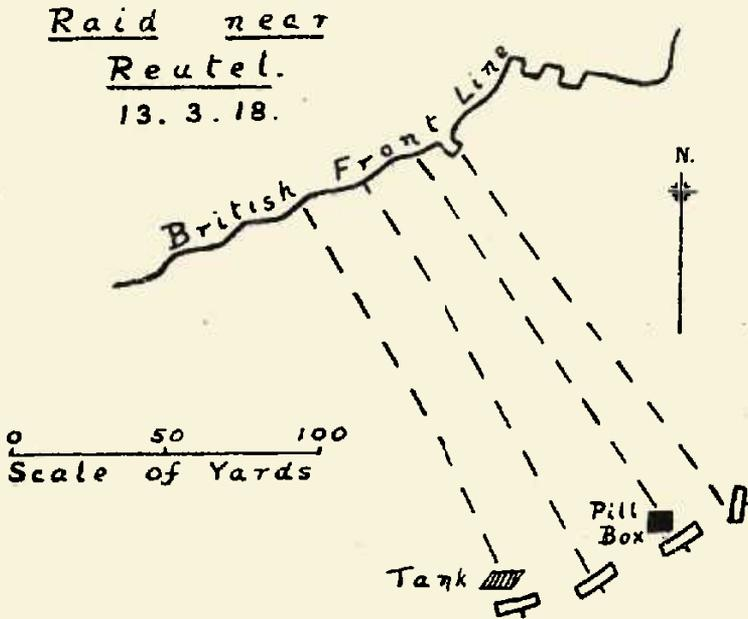 Raid near
Reutel.
13.3.18.
British Front Line
N.
0 50 100
Scale of Yards
Pill
Box
Tank